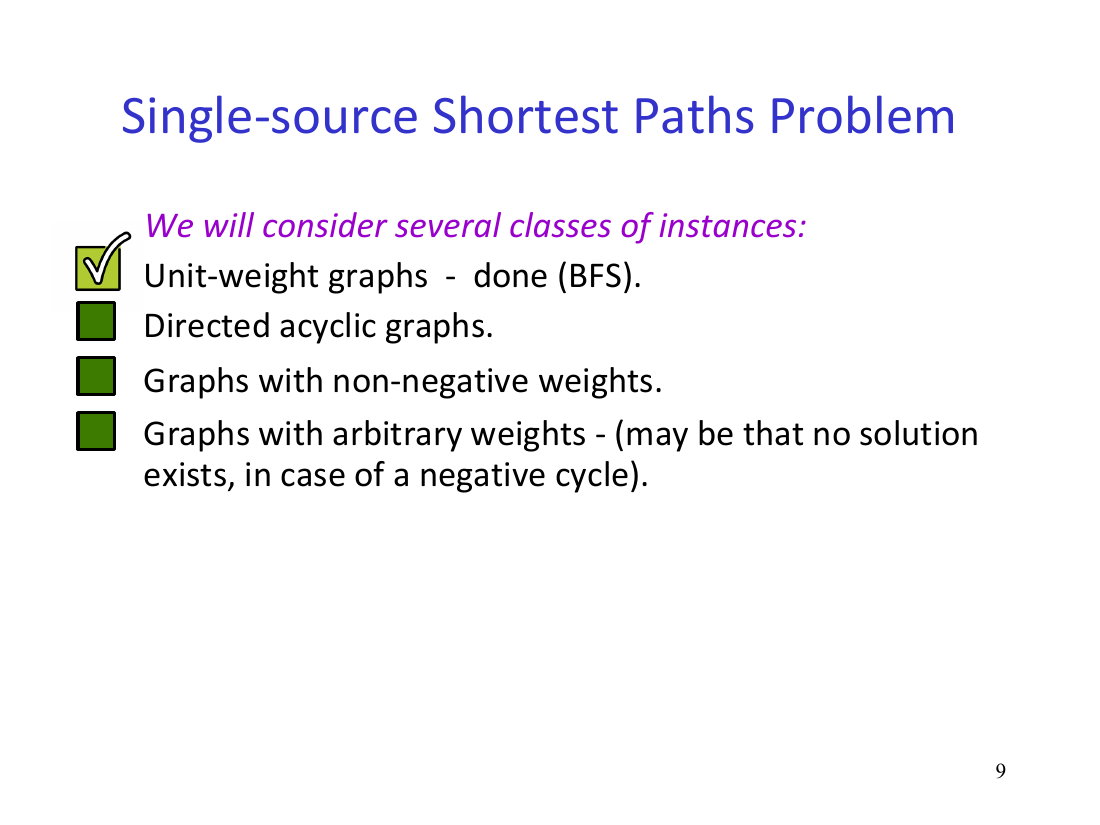 Single-source Shortest Paths Problem
We will consider several classes of instances:
Unit-weight graphs - done (BFS).
Directed acyclic graphs.
Graphs with non-negative weights.
Graphs with arbitrary weights - (may be that no solution
exists, in case of a negative cycle).
9